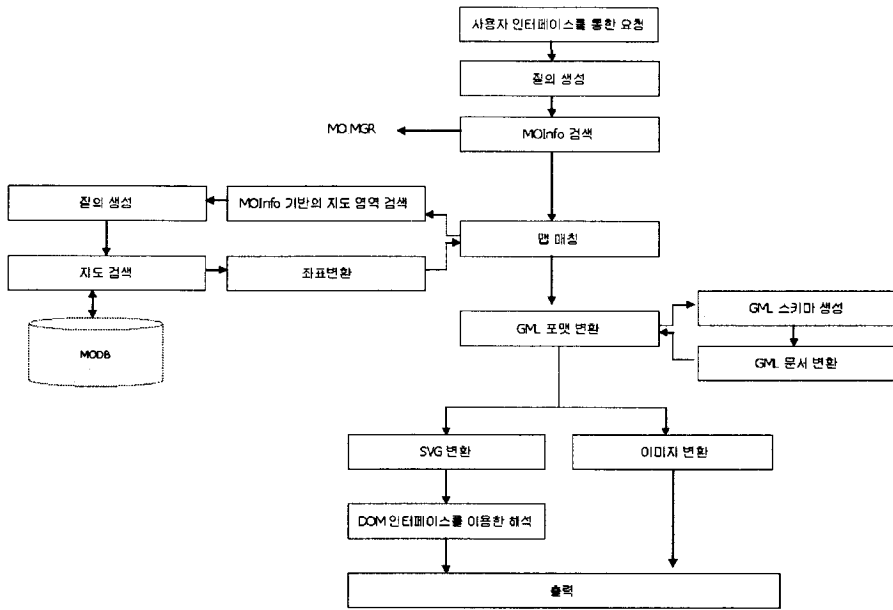 사용자 인터페이스를 통한 요청
질의 생성
MO.MGR
MOInfo 검색
질의 생성
MOInfo 기반의 지도 영역 검색
맵 매칭
지도 검색
좌표변환
GML 스키마 생성
GML 포맷 변환
MODB
GML 문서 변환
SVG 변환
이미지 변환
DOM 인터페이스를 이용한 해석
출력